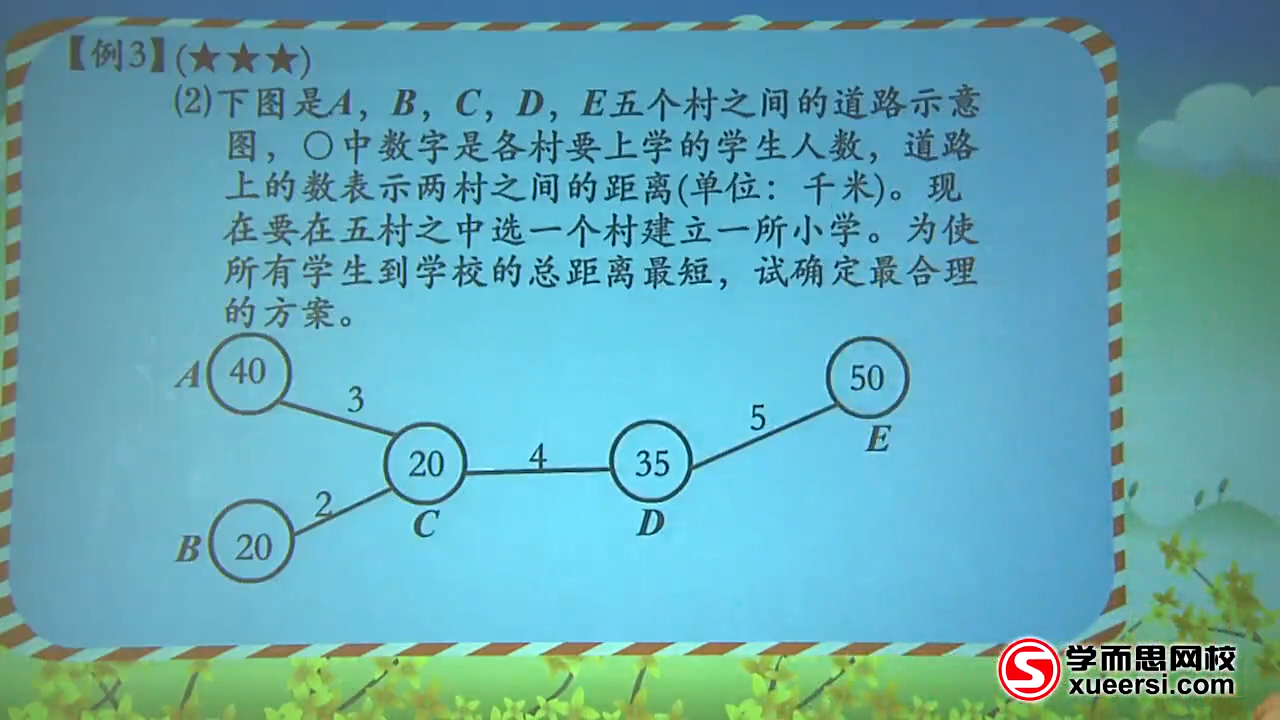 【例3】(★★★)
(2)下图是A，B，C，D，E五个村之间的道路示意
图，○中数字是各村要上学的学生人数，道路
上的数表示两村之间的距离(单位：千米)。现
在要在五村之中选一个村建立一所小学。为使
所有学生到学校的总距离最短，试确定最合理
的方案。
A 40
3
50
5
E
20
4
35
C
D
2
B 20
学而思网校
xueersi.com